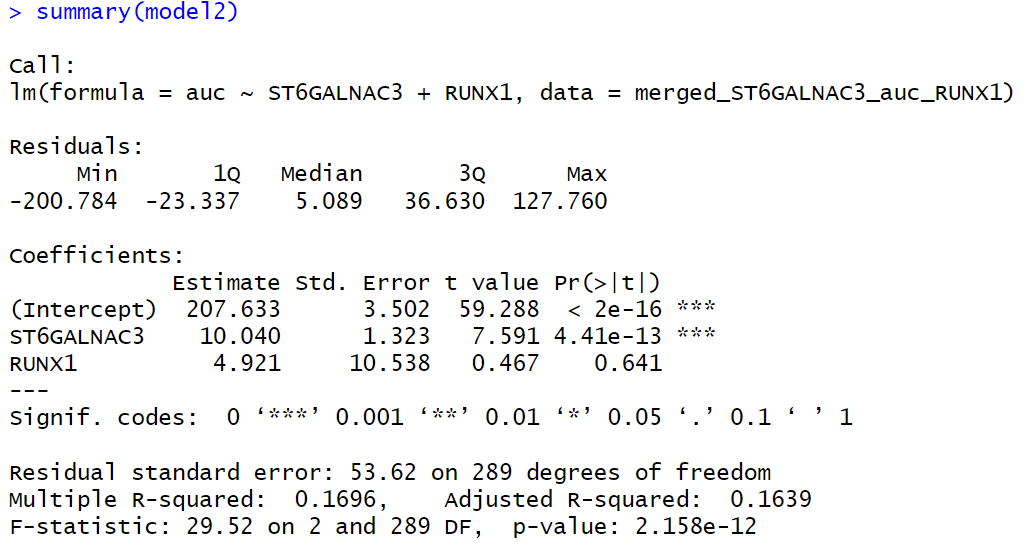 > summary(model2)

Call:
lm(formula = auc ~ ST6GALNAC3 + RUNX1, data = merged_ST6GALNAC3_auc_RUNX1)

Residuals:
     Min       1Q   Median       3Q      Max
-200.784  -23.337    5.089   36.630  127.760

Coefficients:
            Estimate Std. Error t value Pr(>|t|)
(Intercept)  207.633      3.502  59.288  < 2e-16 ***
ST6GALNAC3    10.040      1.323   7.591 4.41e-13 ***
RUNX1          4.921     10.538   0.467    0.641
---
Signif. codes:  0 ‘***’ 0.001 ‘**’ 0.01 ‘*’ 0.05 ‘.’ 0.1 ‘ ’ 1

Residual standard error: 53.62 on 289 degrees of freedom
Multiple R-squared:  0.1696,    Adjusted R-squared:  0.1639
F-statistic: 29.52 on 2 and 289 DF,  p-value: 2.158e-12